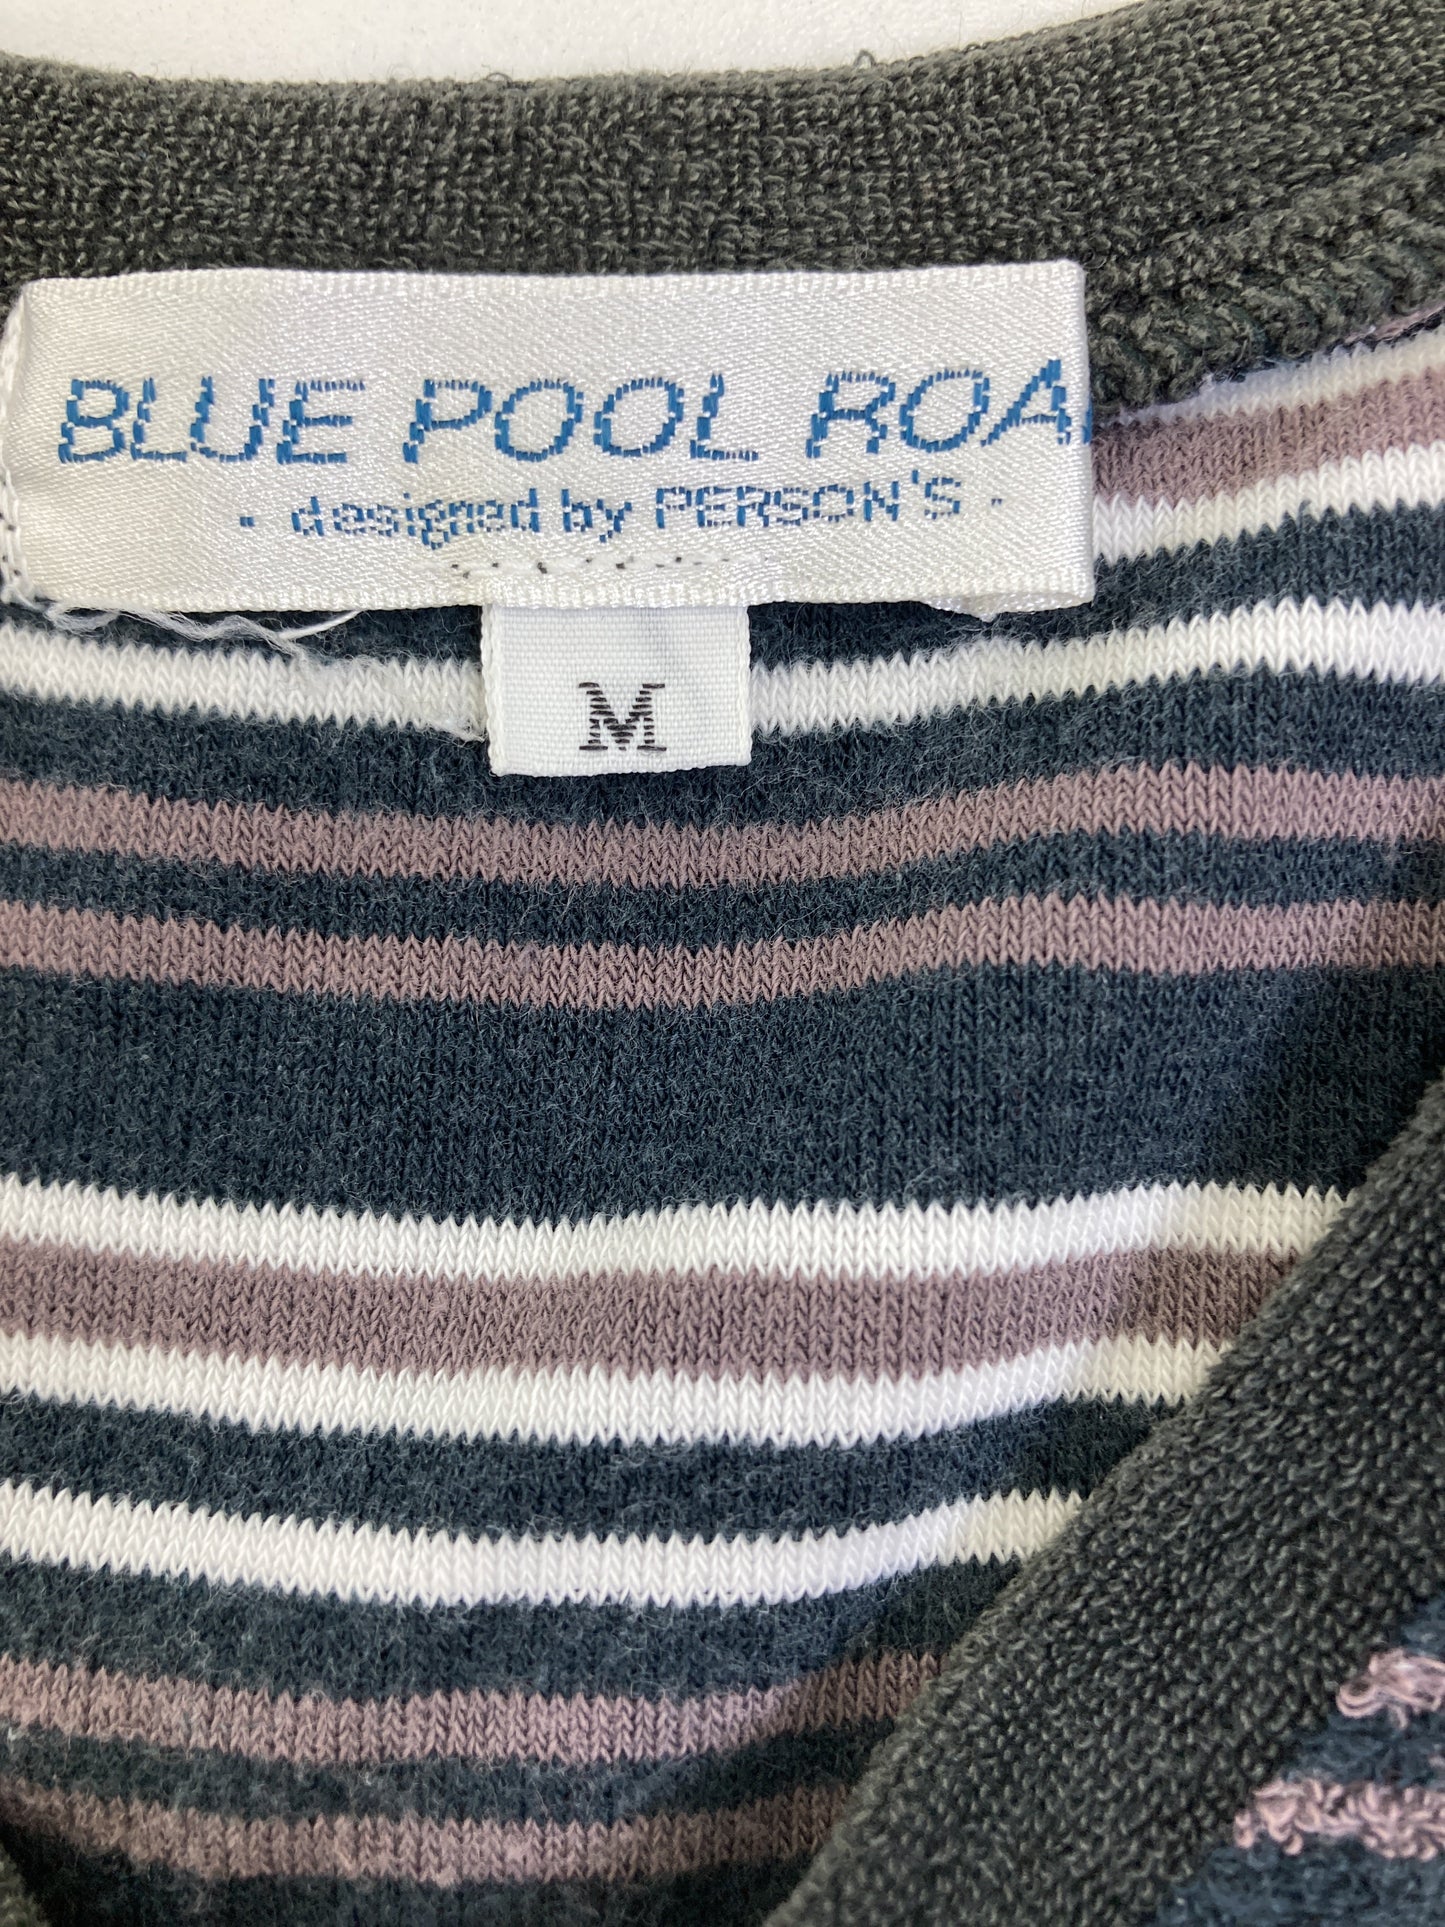 BLUE POOL ROA
· designed by PERSON'S ·
M